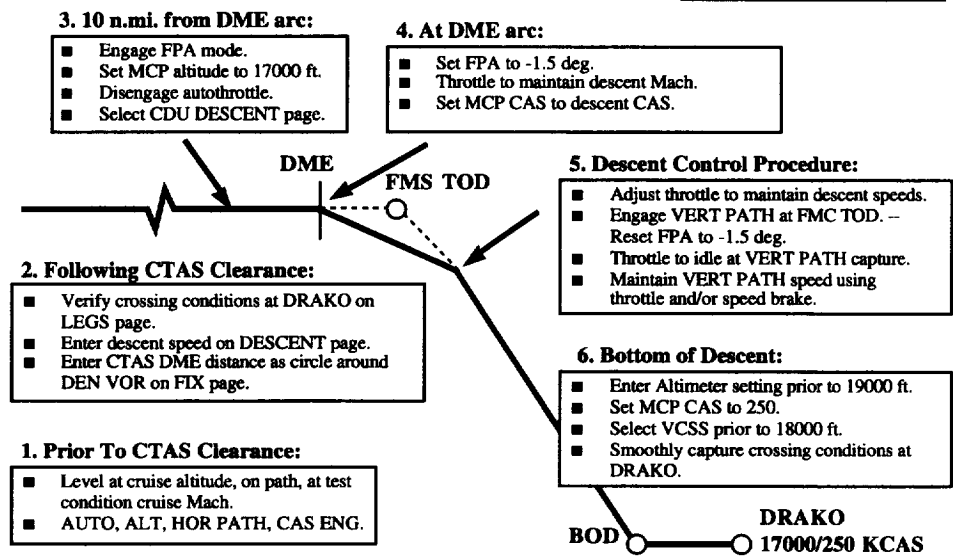 3. 10 n.mi. from DME arc:
■ Engage FPA mode.
■ Set MCP altitude to 17000 ft.
■ Disengage autothrottle.
■ Select CDU DESCENT page.
4. At DME arc:
■ Set FPA to -1.5 deg.
■ Throttle to maintain descent Mach.
■ Set MCP CAS to descent CAS.
DME
FMS TOD
5. Descent Control Procedure:
■ Adjust throttle to maintain descent speeds.
■ Engage VERT PATH at FMC TOD. –
Reset FPA to -1.5 deg.
■ Throttle to idle at VERT PATH capture.
■ Maintain VERT PATH speed using
throttle and/or speed brake.
2. Following CTAS Clearance:
■ Verify crossing conditions at DRAKO on
LEGS page.
■ Enter descent speed on DESCENT page.
■ Enter CTAS DME distance as circle around
DEN VOR on FIX page.
6. Bottom of Descent:
■ Enter Altimeter setting prior to 19000 ft.
■ Set MCP CAS to 250.
■ Select VCSS prior to 18000 ft.
■ Smoothly capture crossing conditions at
DRAKO.
1. Prior To CTAS Clearance:
■ Level at cruise altitude, on path, at test
condition cruise Mach.
■ AUTO, ALT, HOR PATH, CAS ENG.
BOD
DRAKO
17000/250 KCAS